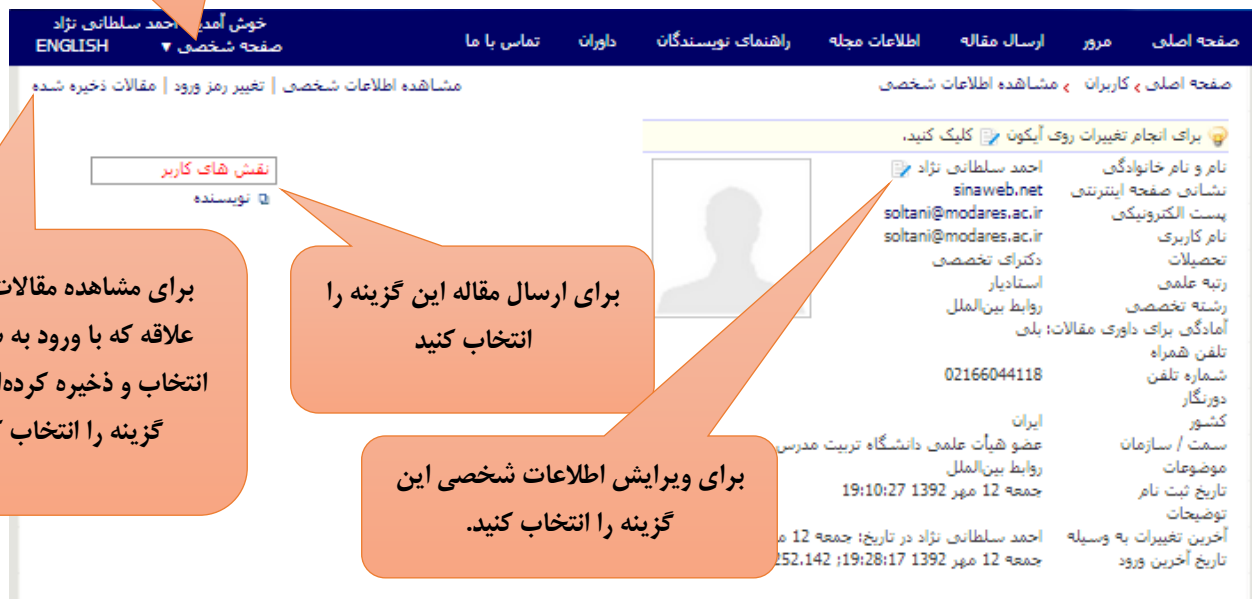 خوش آمدید احمد سلطانی نژاد
صفحه اصلی مرور ارسال مقاله اطلاعات مجله راهنمای نویسندگان داوران تماس با ما صفحه شخصی ▼ ENGLISH
صفحه اصلی کاربران مشاهده اطلاعات شخصی
مشاهده اطلاعات شخصی | تغییر رمز ورود | مقالات ذخیره شده
برای انجام تغییرات روی آیکون کلیک کنید.
نام و نام خانوادگی احمد سلطانی نژاد
نشانی صفحه اینترنتی sinaweb.net
پست الکترونیکی soltani@modares.ac.ir
نام کاربری soltani@modares.ac.ir
تحصیلات دکترای تخصصی
رتبه علمی استادیار
رشته تخصصی روابط بین‌الملل
آمادگی برای داوری مقالات: بلی
تلفن همراه
شماره تلفن 02166044118
دورنگار
کشور ایران
سمت / سازمان عضو هیأت علمی دانشگاه تربیت مدرس
موضوعات روابط بین‌الملل
تاریخ ثبت نام جمعه 12 مهر 1392 19:10:27
توضیحات
آخرین تغییرات به وسیله احمد سلطانی نژاد در تاریخ: جمعه 12
تاریخ آخرین ورود جمعه 12 مهر 1392 19:28:17; 252.142
نقش های کاربر
نویسنده
برای ارسال مقاله این گزینه را
انتخاب کنید
برای ویرایش اطلاعات شخصی این
گزینه را انتخاب کنید.
برای مشاهده مقالات
علاقه که با ورود به
انتخاب و ذخیره کرده
گزینه را انتخاب